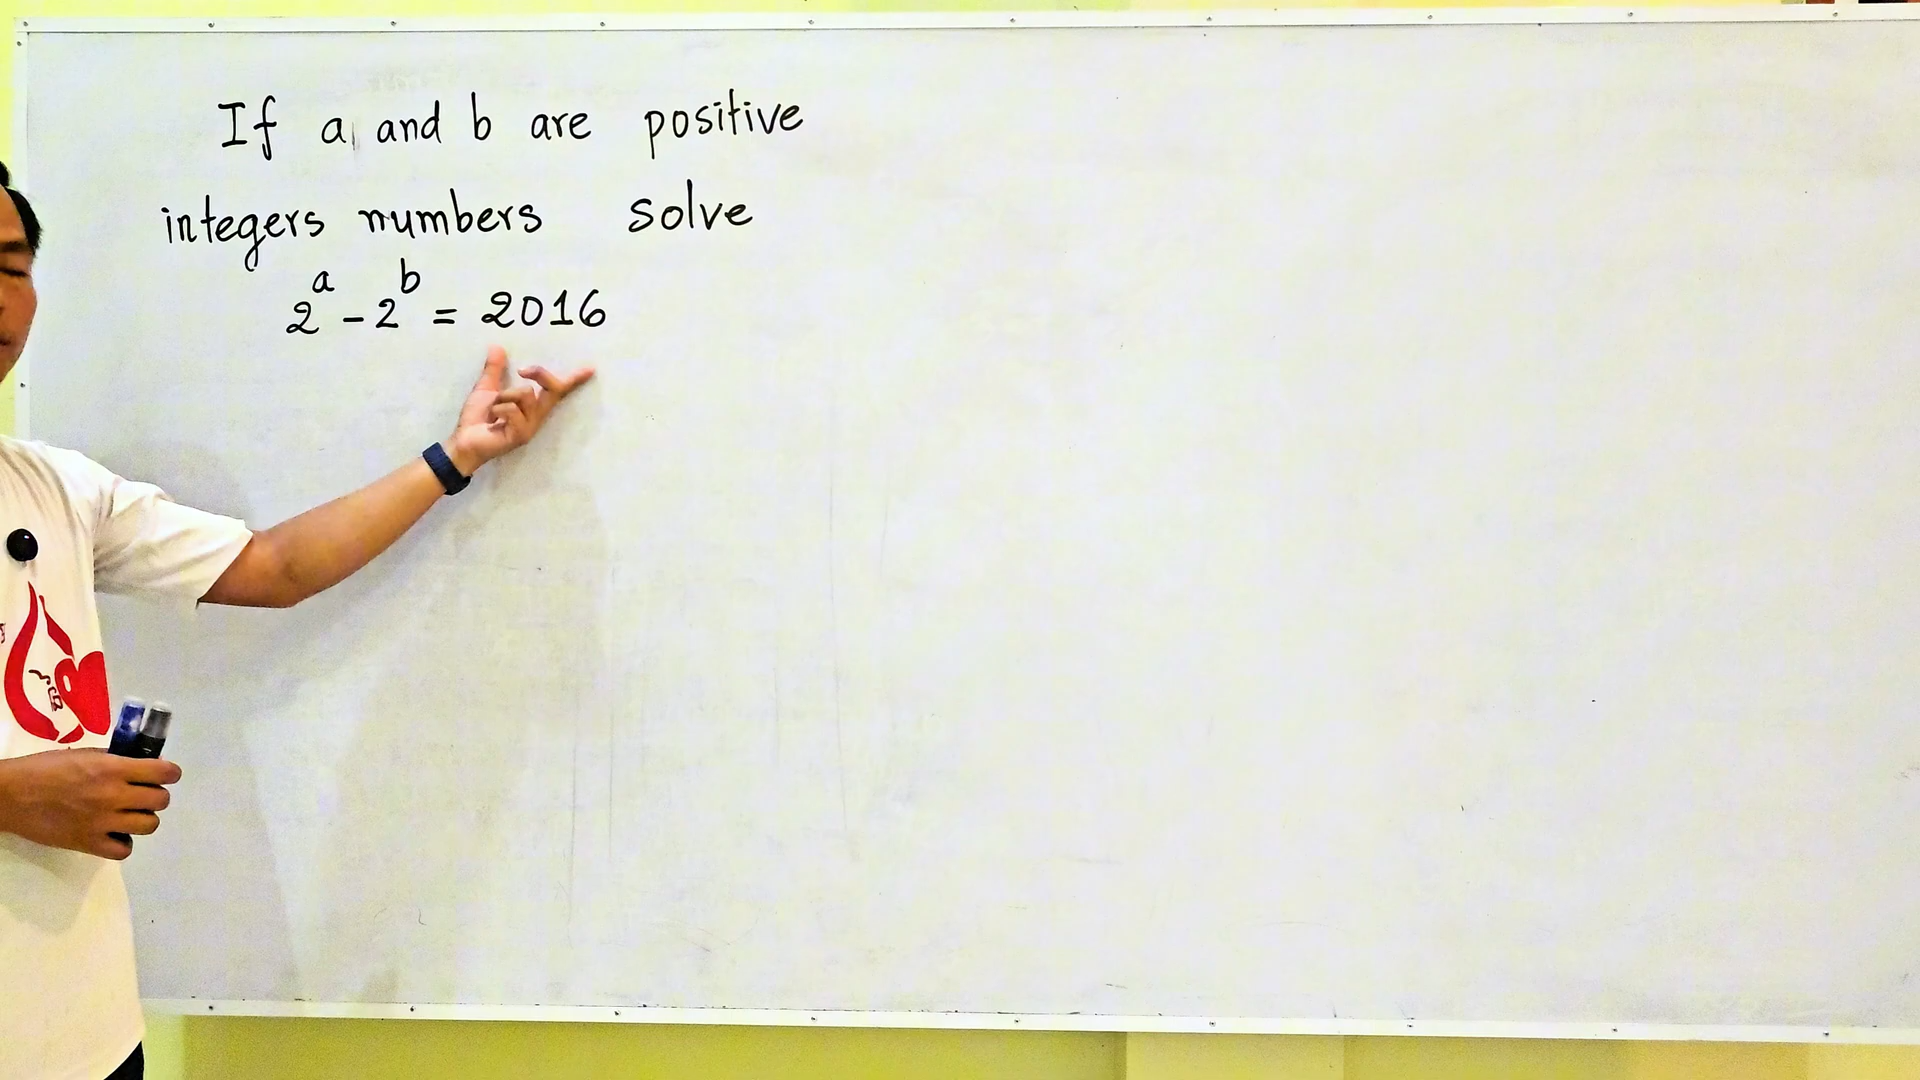 If a and b are positive
integers numbers solve
2^a - 2^b = 2016